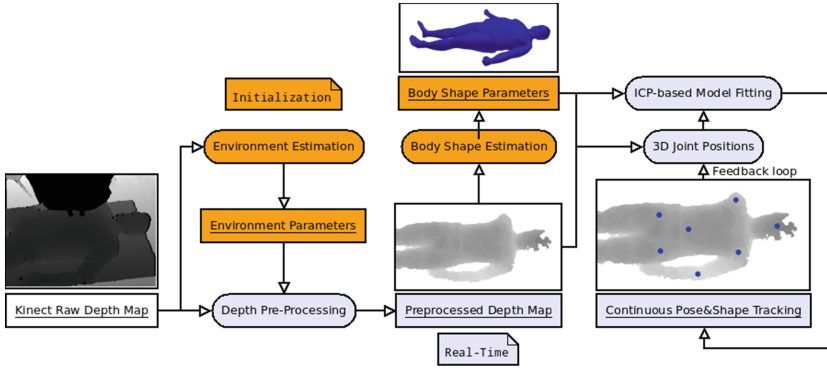 Initialization
Body Shape Parameters
ICP-based Model Fitting
Environment Estimation
Body Shape Estimation
3D Joint Positions
Feedback loop
Environment Parameters
Kinect Raw Depth Map
Depth Pre-Processing
Preprocessed Depth Map
Continuous Pose&Shape Tracking
Real-Time